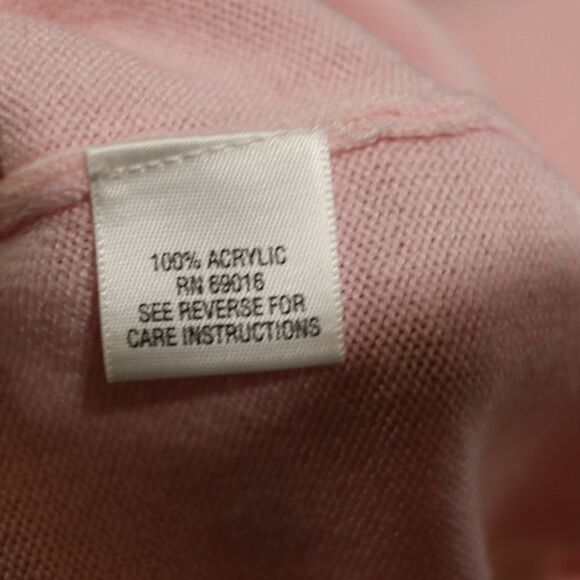 100% ACRYLIC
RN 69016
SEE REVERSE FOR
CARE INSTRUCTIONS